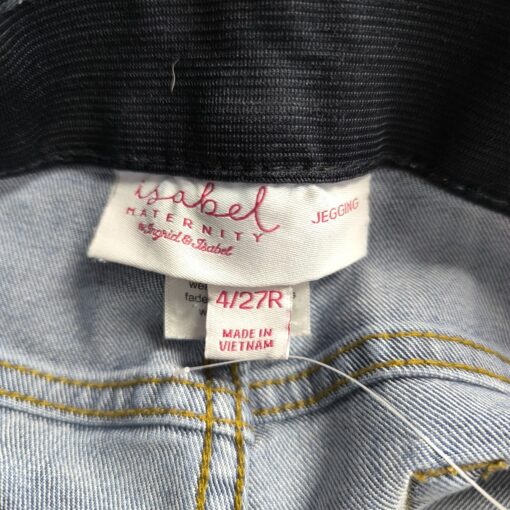 isabel
MATERNITY
by Ingrid & Isabel
JEGGING
4/27R
MADE IN
VIETNAM